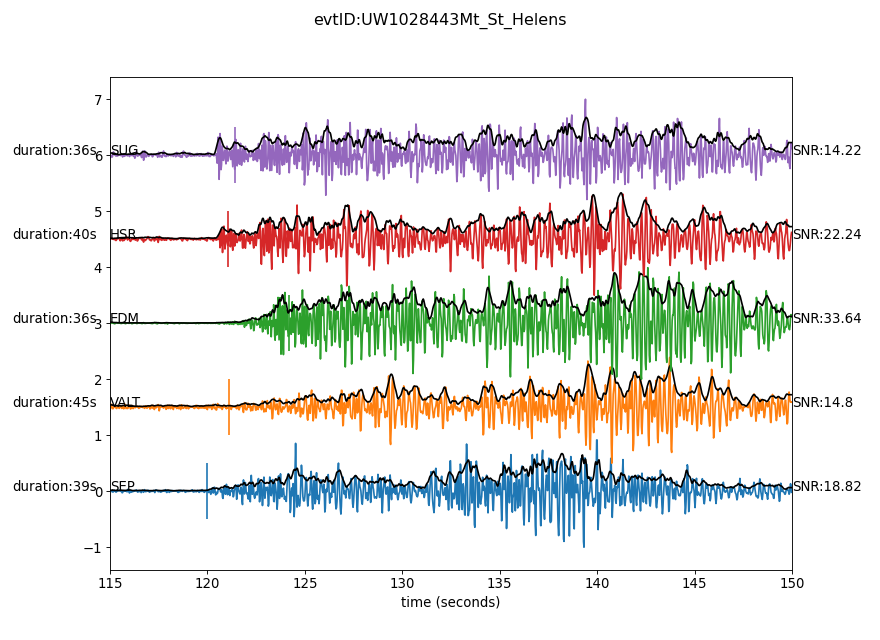 evtID:UW1028443Mt_St_Helens
7
duration:36s SUG 6 SNR:14.22
5
duration:40s HSR SNR:22.24
4
duration:36s EDM 3 SNR:33.64
2
duration:45s VALT SNR:14.8
1
duration:39s SEP 0 SNR:18.82
−1
115 120 125 130 135 140 145 150
time (seconds)